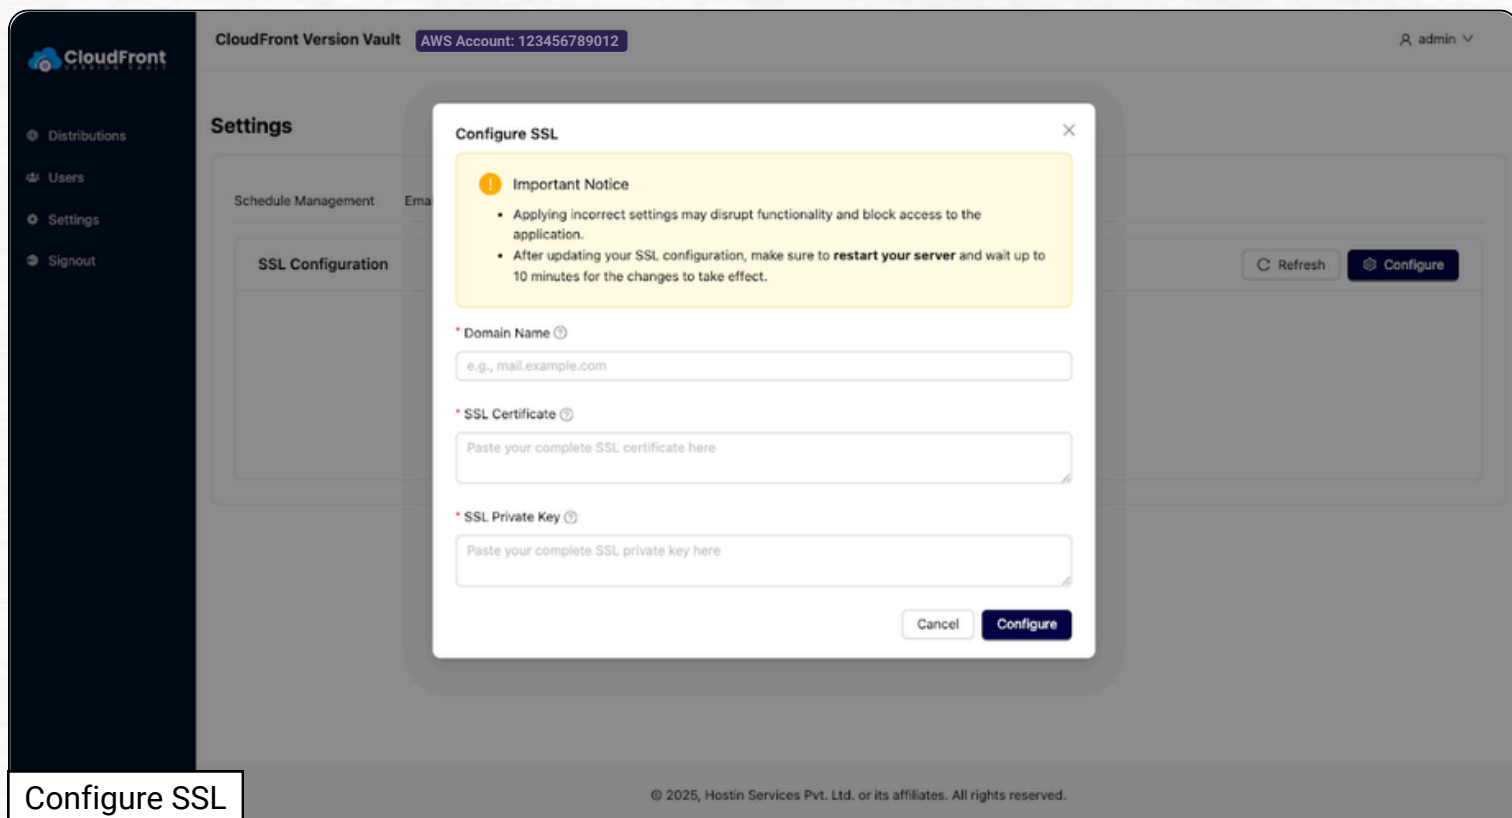 CloudFront
VERSION VAULT
CloudFront Version Vault
AWS Account: 123456789012
admin
Distributions
Users
Settings
Signout
Settings
Schedule Management
Ema
SSL Configuration
Refresh
Configure
Configure SSL
Important Notice
• Applying incorrect settings may disrupt functionality and block access to the
application.
• After updating your SSL configuration, make sure to restart your server and wait up to
10 minutes for the changes to take effect.
* Domain Name
e.g., mail.example.com
* SSL Certificate
Paste your complete SSL certificate here
* SSL Private Key
Paste your complete SSL private key here
Cancel
Configure
Configure SSL
© 2025, Hostin Services Pvt. Ltd. or its affiliates. All rights reserved.